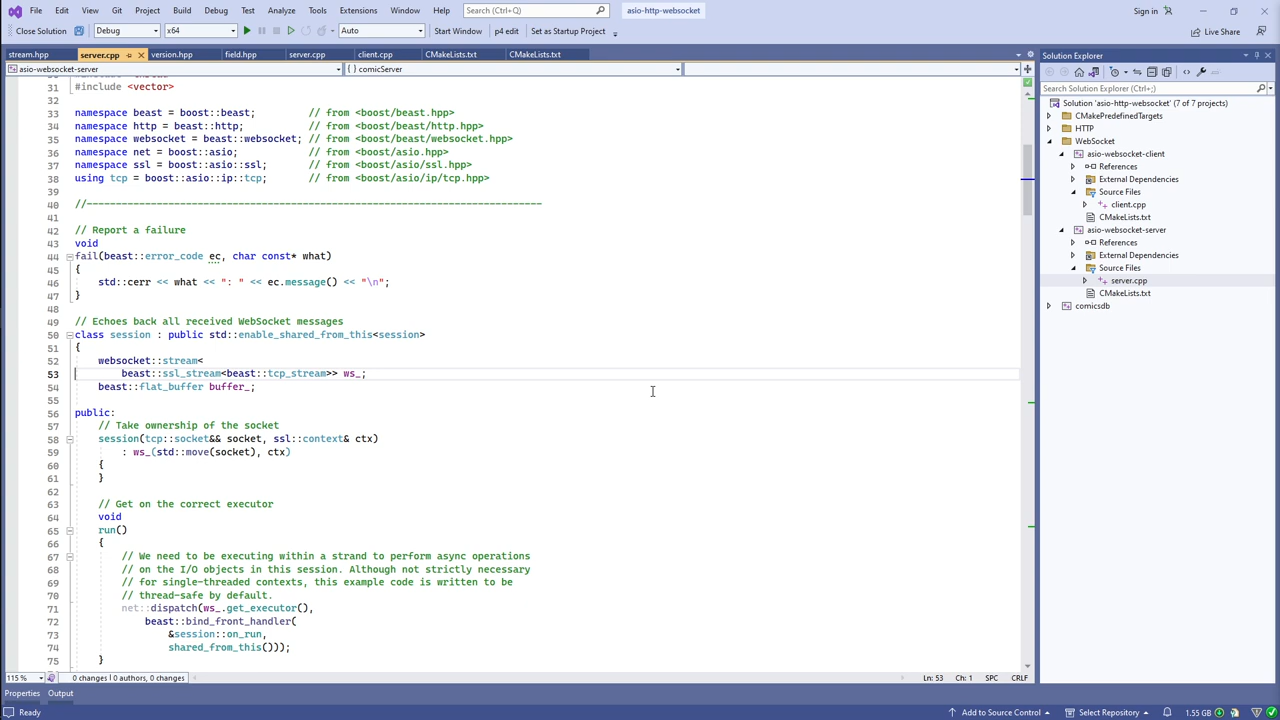 File Edit View Git Project Build Debug Test Analyze Tools Extensions Window Help Search (Ctrl+;) asio-http-websocket Sign in
Close Solution Debug x64 Auto Start Window p4 edit Set as Startup Project Live Share
stream.hpp server.cpp version.hpp field.hpp server.cpp client.cpp CMakeLists.txt CMakeLists.txt
asio-websocket-server { } comicServer
31 #include <vector>
32
33 namespace beast = boost::beast; // from <boost/beast.hpp>
34 namespace http = beast::http; // from <boost/beast/http.hpp>
35 namespace websocket = beast::websocket; // from <boost/beast/websocket.hpp>
36 namespace net = boost::asio; // from <boost/asio.hpp>
37 namespace ssl = boost::asio::ssl; // from <boost/asio/ssl.hpp>
38 using tcp = boost::asio::ip::tcp; // from <boost/asio/ip/tcp.hpp>
39
40 //------------------------------------------------------------------------------
41
42 // Report a failure
43 void
44 fail(beast::error_code ec, char const* what)
45 {
46 std::cerr << what << ": " << ec.message() << "\n";
47 }
48
49 // Echoes back all received WebSocket messages
50 class session : public std::enable_shared_from_this<session>
51 {
52 websocket::stream<
53 beast::ssl_stream<beast::tcp_stream>> ws_;
54 beast::flat_buffer buffer_;
55
56 public:
57 // Take ownership of the socket
58 session(tcp::socket&& socket, ssl::context& ctx)
59 : ws_(std::move(socket), ctx)
60 {
61 }
62
63 // Get on the correct executor
64 void
65 run()
66 {
67 // We need to be executing within a strand to perform async operations
68 // on the I/O objects in this session. Although not strictly necessary
69 // for single-threaded contexts, this example code is written to be
70 // thread-safe by default.
71 net::dispatch(ws_.get_executor(),
72 beast::bind_front_handler(
73 &session::on_run,
74 shared_from_this()));
75 }
115 % 0 changes | 0 authors, 0 changes Ln: 53 Ch: 1 SPC CRLF
Properties Output
Ready Add to Source Control Select Repository 1.55 GB
Solution Explorer
Search Solution Explorer (Ctrl+;)
Solution 'asio-http-websocket' (7 of 7 projects)
CMakePredefinedTargets
HTTP
WebSocket
asio-websocket-client
References
External Dependencies
Source Files
client.cpp
CMakeLists.txt
asio-websocket-server
References
External Dependencies
Source Files
server.cpp
CMakeLists.txt
comicsdb